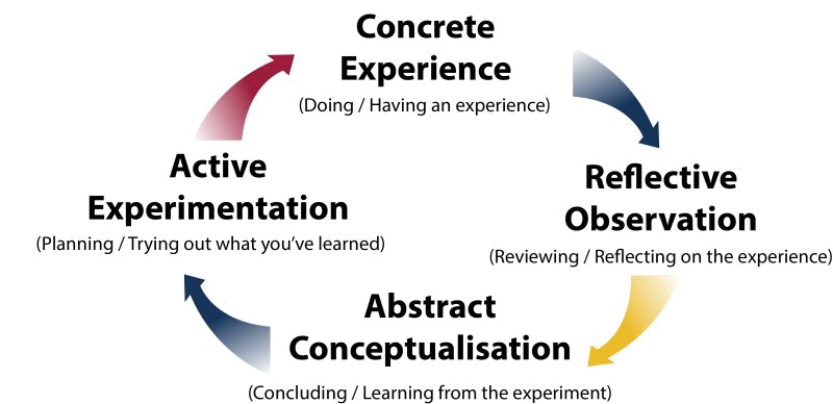 Concrete
Experience
(Doing / Having an experience)
Reflective
Observation
(Reviewing / Reflecting on the experience)
Abstract
Conceptualisation
(Concluding / Learning from the experiment)
Active
Experimentation
(Planning / Trying out what you've learned)